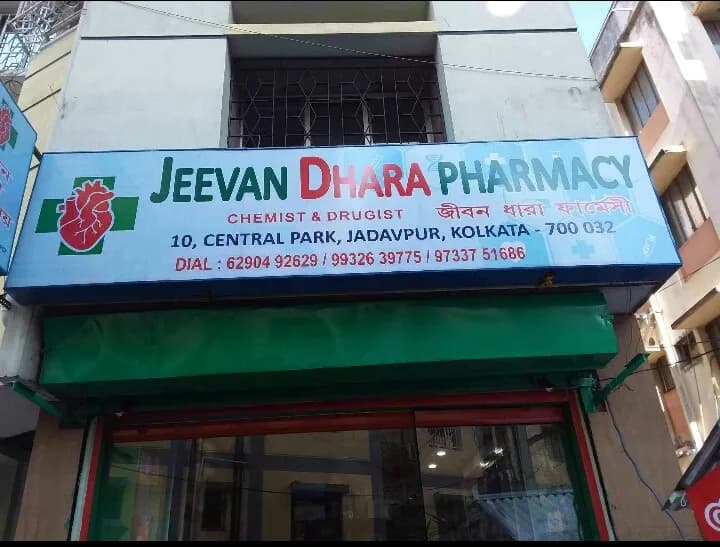 JEEVAN DHARA PHARMACY
CHEMIST & DRUGIST জীবন ধারা ফার্মেসী
10, CENTRAL PARK, JADAVPUR, KOLKATA - 700 032
DIAL : 62904 92629 / 99326 39775 / 97337 51686